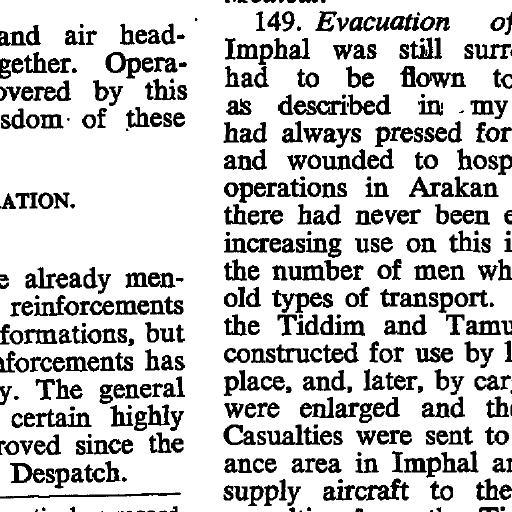 and air head-
gether. Opera-
overed by this
sdom of these
ATION.
e already men-
reinforcements
formations, but
nforcements has
y. The general
certain highly
roved since the
Despatch.
149. Evacuation of
Imphal was still surr
had to be flown to
as described in my
had always pressed for
and wounded to hosp
operations in Arakan
there had never been e
increasing use on this i
the number of men wh
old types of transport.
the Tiddim and Tamu
constructed for use by l
place, and, later, by car
were enlarged and the
Casualties were sent to
ance area in Imphal an
supply aircraft to the